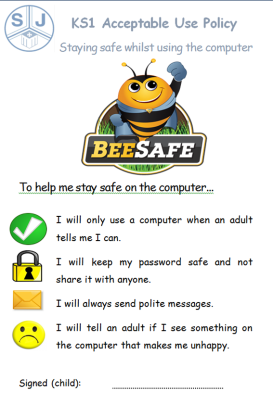 S J
KS1 Acceptable Use Policy
Staying safe whilst using the computer
BEESAFE
To help me stay safe on the computer...
I will only use a computer when an adult
tells me I can.
I will keep my password safe and not
share it with anyone.
I will always send polite messages.
I will tell an adult if I see something on
the computer that makes me unhappy.
Signed (child): ..........................................................